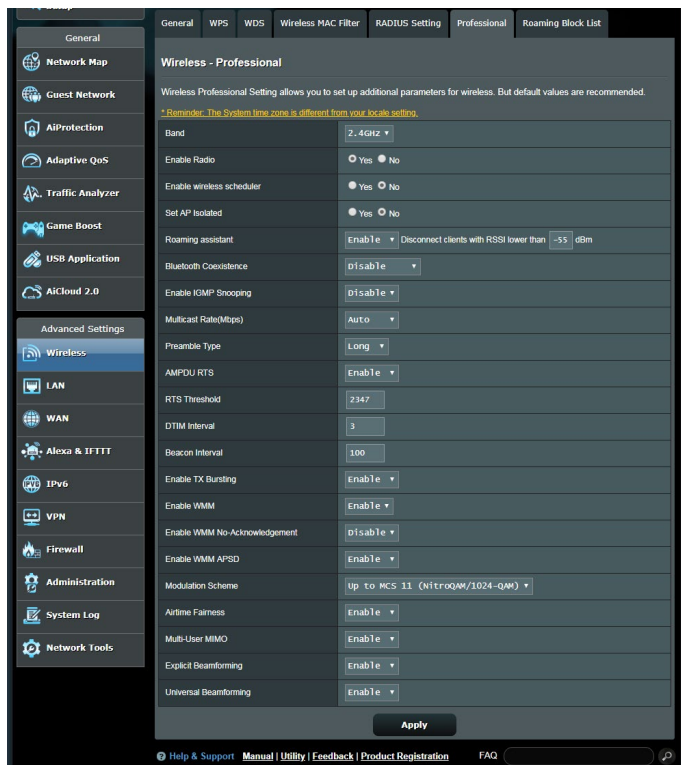 General WPS WDS Wireless MAC Filter RADIUS Setting Professional Roaming Block List
General
Network Map
Guest Network
AiProtection
Adaptive QoS
Traffic Analyzer
Game Boost
USB Application
AiCloud 2.0
Advanced Settings
Wireless
LAN
WAN
Alexa & IFTTT
IPv6
VPN
Firewall
Administration
System Log
Network Tools
Wireless - Professional
Wireless Professional Setting allows you to set up additional parameters for wireless. But default values are recommended.
* Reminder: The System time zone is different from your locale setting.
Band 2.4GHz
Enable Radio Yes No
Enable wireless scheduler Yes No
Set AP Isolated Yes No
Roaming assistant Enable Disconnect clients with RSSI lower than -55 dBm
Bluetooth Coexistence Disable
Enable IGMP Snooping Disable
Multicast Rate(Mbps) Auto
Preamble Type Long
AMPDU RTS Enable
RTS Threshold 2347
DTIM Interval 3
Beacon Interval 100
Enable TX Bursting Enable
Enable WMM Enable
Enable WMM No-Acknowledgement Disable
Enable WMM APSD Enable
Modulation Scheme Up to MCS 11 (NitroQAM/1024-QAM)
Airtime Fairness Enable
Multi-User MIMO Enable
Explicit Beamforming Enable
Universal Beamforming Enable
Apply
Help & Support Manual | Utility | Feedback | Product Registration FAQ